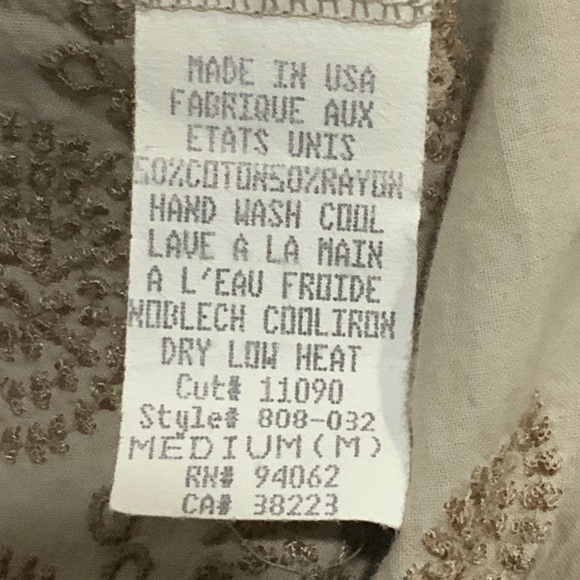 MADE IN USA
FABRIQUE AUX
ETATS UNIS
50%COTON50%RAYON
HAND WASH COOL
LAVE A LA MAIN
A L'EAU FROIDE
NOBLECH COOLIRON
DRY LOW HEAT
Cut# 11090
Style# 808-032
MEDIUM(M)
RN# 94062
CA# 38223